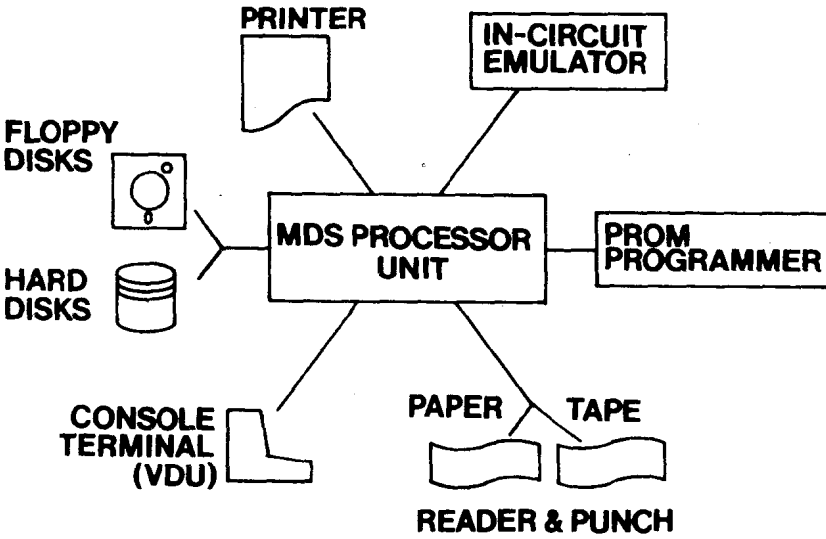 PRINTER
IN-CIRCUIT
EMULATOR
FLOPPY
DISKS
MDS PROCESSOR
UNIT
PROM
PROGRAMMER
HARD
DISKS
CONSOLE
TERMINAL
(VDU)
PAPER TAPE
READER & PUNCH